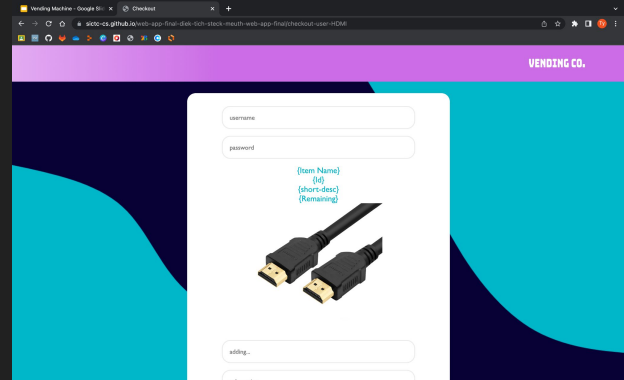 Vending Machine - Google Slid
Checkout
sictc-cs.github.io/web-app-final-diek-tich-steck-meuth-web-app-final/checkout-user-HDMI
VENDING CO.
username
password
{Item Name}
{Id}
{short-desc}
{Remaining}
adding...